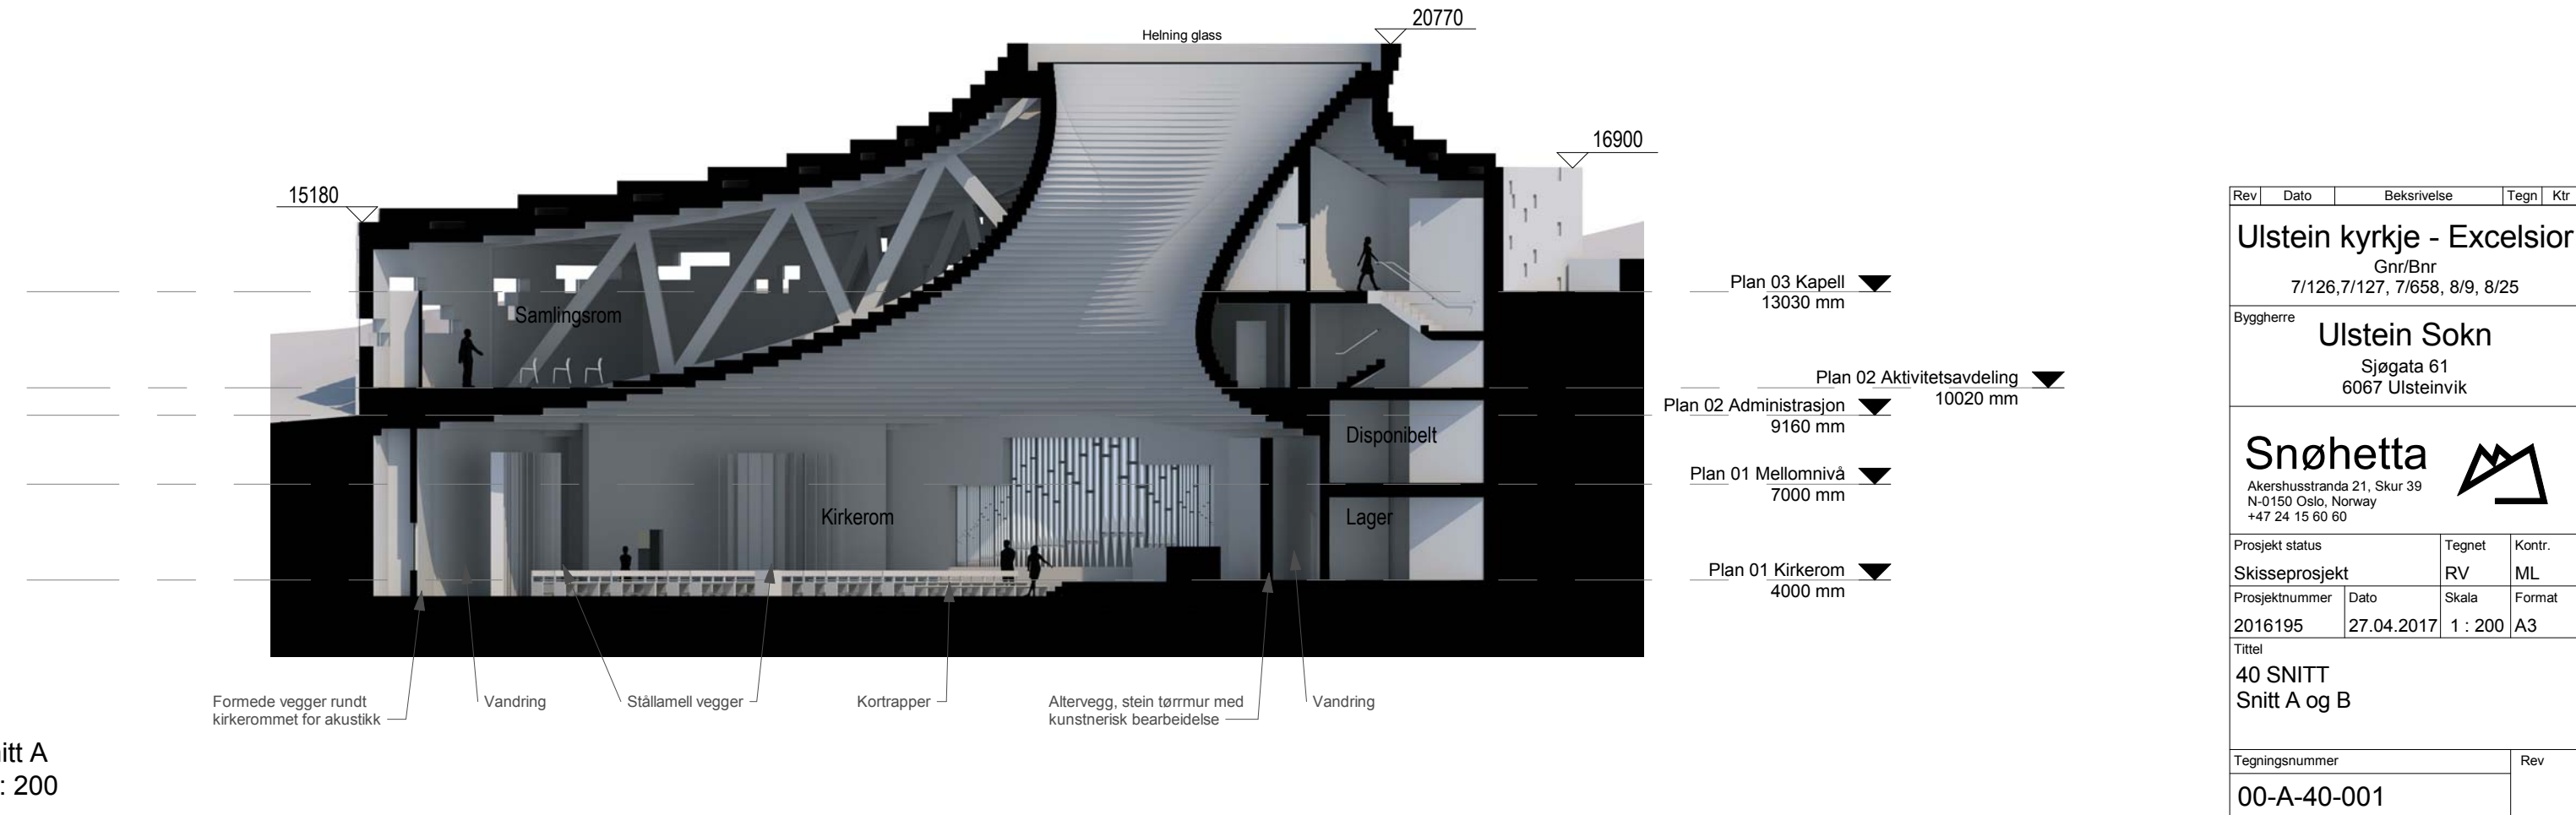 20770
Helning glass
16900
15180
Plan 03 Kapell
13030 mm
Samlingsrom
Plan 02 Aktivitetsavdeling
10020 mm
Plan 02 Administrasjon
9160 mm
Disponibelt
Plan 01 Mellomnivå
7000 mm
Kirkerom
Lager
Plan 01 Kirkerom
4000 mm
Formede vegger rundt
kirkerommet for akustikk
Vandring
Stållamell vegger
Kortrapper
Altervegg, stein tørrmur med
kunstnerisk bearbeidelse
Vandring
itt A
: 200
Rev Dato Beksrivelse Tegn Ktr
Ulstein kyrkje - Excelsior
Gnr/Bnr
7/126,7/127, 7/658, 8/9, 8/25
Byggherre
Ulstein Sokn
Sjøgata 61
6067 Ulsteinvik
Snøhetta
Akershusstranda 21, Skur 39
N-0150 Oslo, Norway
+47 24 15 60 60
Prosjekt status Tegnet Kontr.
Skisseprosjekt RV ML
Prosjektnummer Dato Skala Format
2016195 27.04.2017 1 : 200 A3
Tittel
40 SNITT
Snitt A og B
Tegningsnummer Rev
00-A-40-001